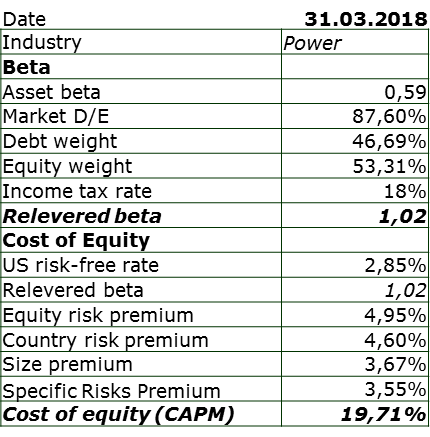 Date 31.03.2018
Industry Power
Beta
Asset beta 0,59
Market D/E 87,60%
Debt weight 46,69%
Equity weight 53,31%
Income tax rate 18%
Relevered beta 1,02
Cost of Equity
US risk-free rate 2,85%
Relevered beta 1,02
Equity risk premium 4,95%
Country risk premium 4,60%
Size premium 3,67%
Specific Risks Premium 3,55%
Cost of equity (CAPM) 19,71%